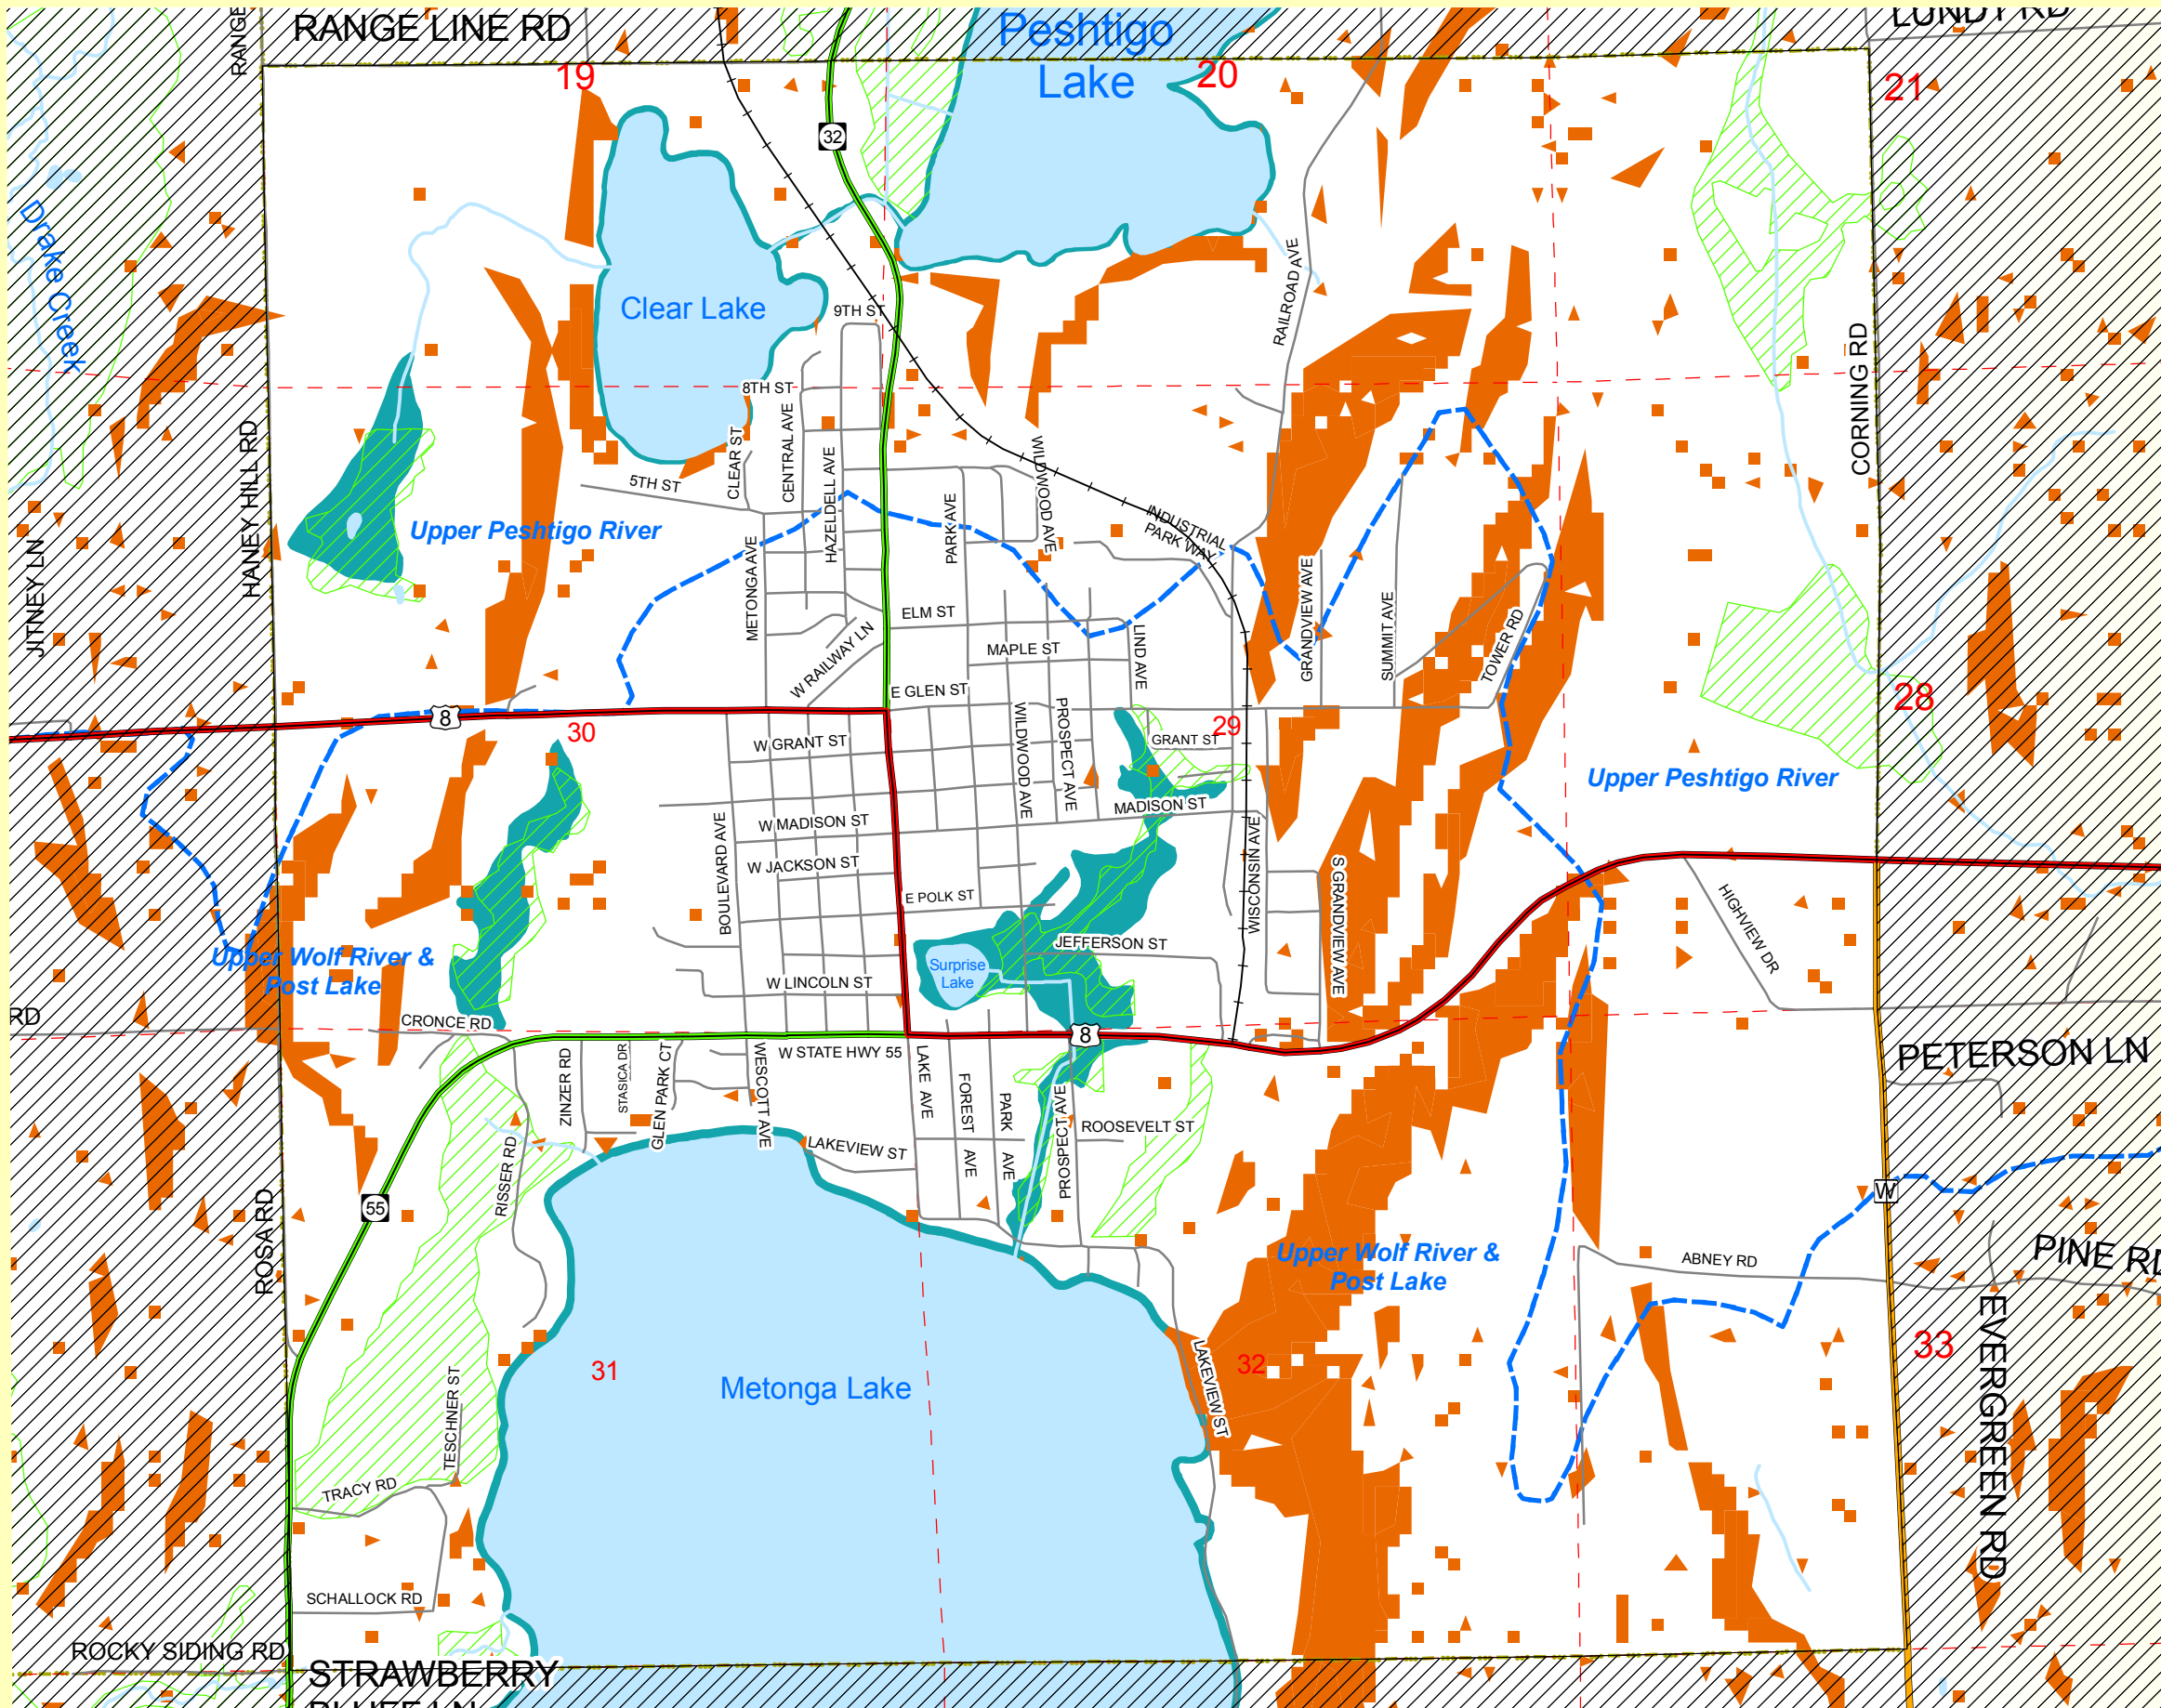 RANGE LINE RD
RANGE
Peshtigo
Lake
LUNDY RD
19
20
21
32
Drake Creek
Clear Lake
9TH ST
RAILROAD AVE
8TH ST
CORNING RD
HANEY HILL RD
CLEAR ST
CENTRAL AVE
HAZELDELL AVE
WILDWOOD AVE
5TH ST
PARK AVE
INDUSTRIAL
PARK WAY
Upper Peshtigo River
JITNEY LN
METONGA AVE
GRANDVIEW AVE
SUMMIT AVE
TOWER RD
ELM ST
LIND AVE
MAPLE ST
W RAILWAY LN
E GLEN ST
28
8
30
29
WILDWOOD AVE
PROSPECT AVE
W GRANT ST
GRANT ST
Upper Peshtigo River
MADISON ST
W MADISON ST
BOULEVARD AVE
W JACKSON ST
WISCONSIN AVE
S GRANDVIEW AVE
E POLK ST
HIGHVIEW DR
JEFFERSON ST
Upper Wolf River &
Post Lake
Surprise
Lake
W LINCOLN ST
RD
CRONCE RD
8
W STATE HWY 55
PETERSON LN
ZINZER RD
STASICA DR
GLEN PARK CT
WESCOTT AVE
LAKE AVE
FOREST
AVE
PARK
AVE
PROSPECT AVE
ROOSEVELT ST
LAKEVIEW ST
RISSER RD
55
W
ROSA RD
Upper Wolf River &
Post Lake
ABNEY RD
PINE RD
EVERGREEN RD
33
31
32
Metonga Lake
LAKEVIEW ST
TESCHNER ST
TRACY RD
SCHALLOCK RD
ROCKY SIDING RD
STRAWBERRY
BLUFF LN